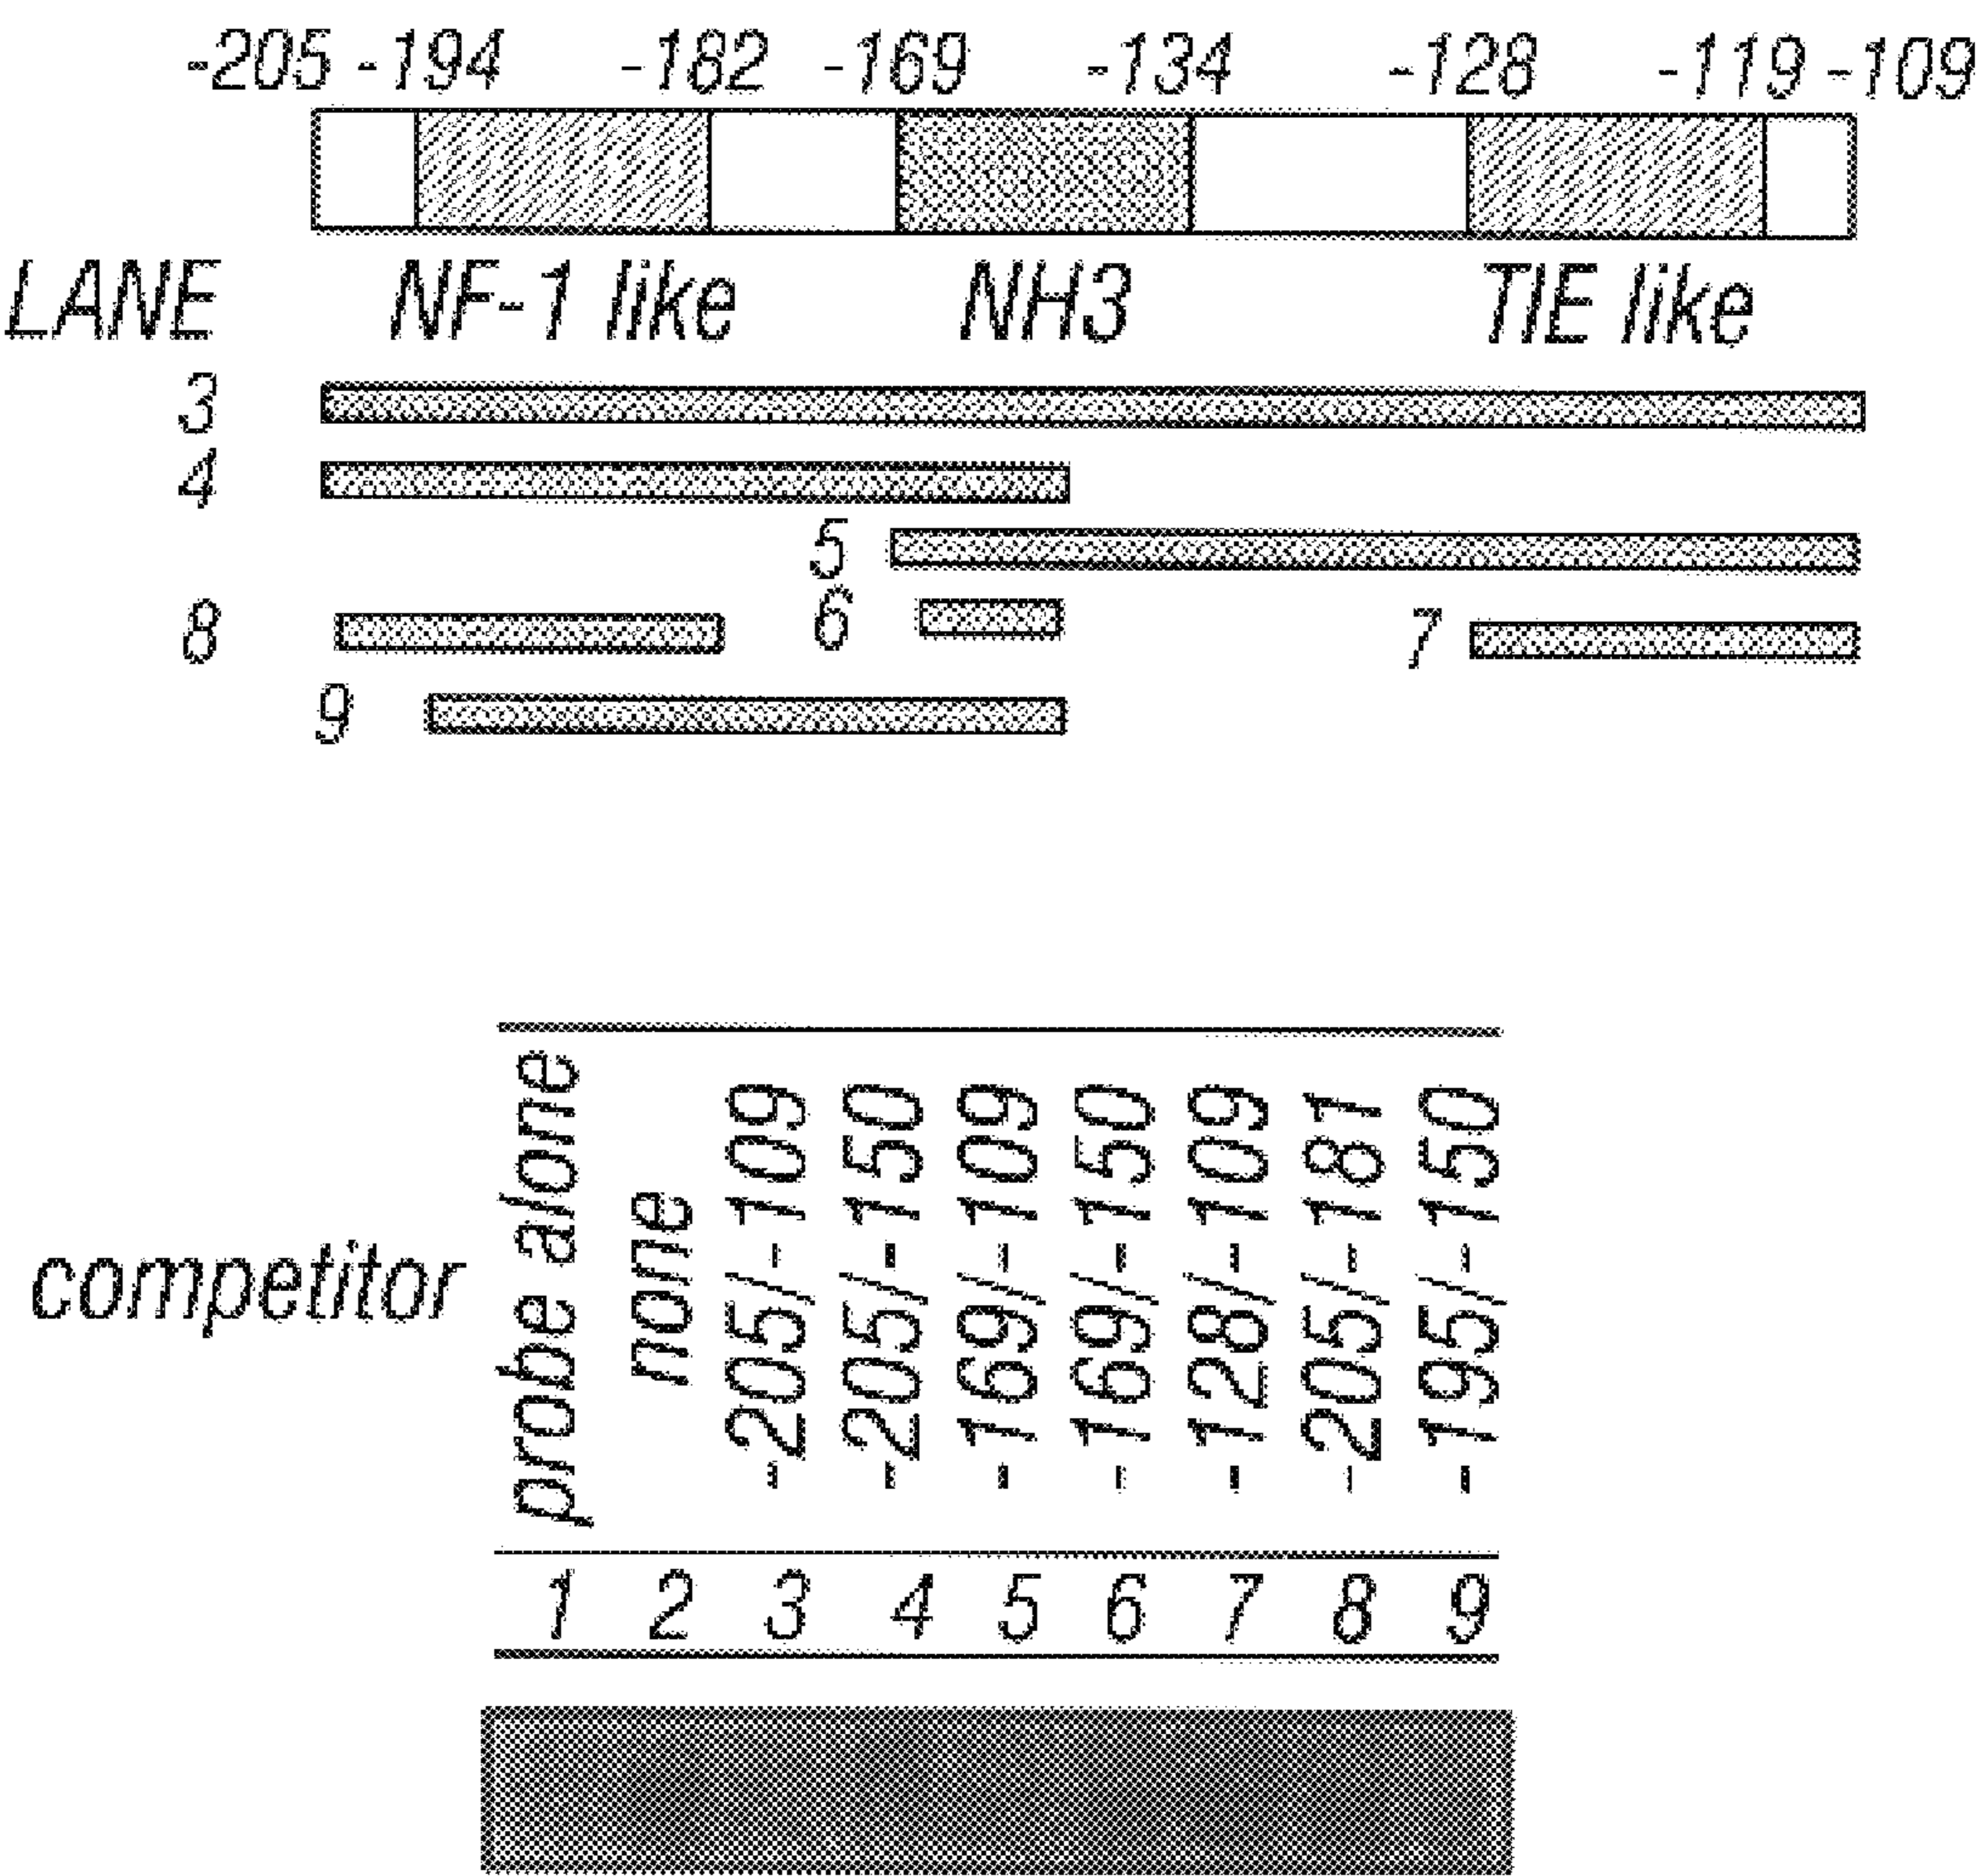 -205 -194 -182 -169 -134 -128 -119 -109
LANE NF-1 like NH3 TIE like
3
4
5
8 6 7
9
competitor
probe alone
none
-205/-109
-205/-150
-169/-109
-169/-150
-128/-109
-205/-181
-195/-150
1 2 3 4 5 6 7 8 9